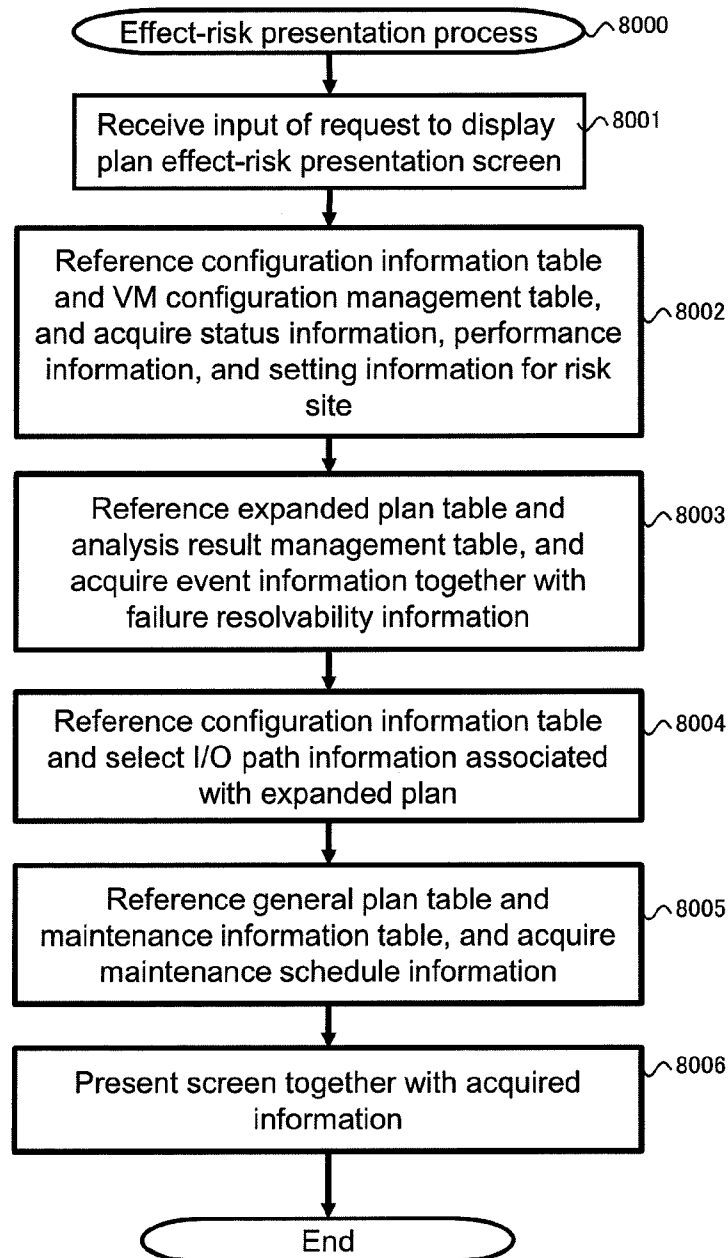 Effect-risk presentation process
8000
Receive input of request to display
plan effect-risk presentation screen
8001
Reference configuration information table
and VM configuration management table,
and acquire status information, performance
information, and setting information for risk
site
8002
Reference expanded plan table and
analysis result management table, and
acquire event information together with
failure resolvability information
8003
Reference configuration information table
and select I/O path information associated
with expanded plan
8004
Reference general plan table and
maintenance information table, and acquire
maintenance schedule information
8005
Present screen together with acquired
information
8006
End